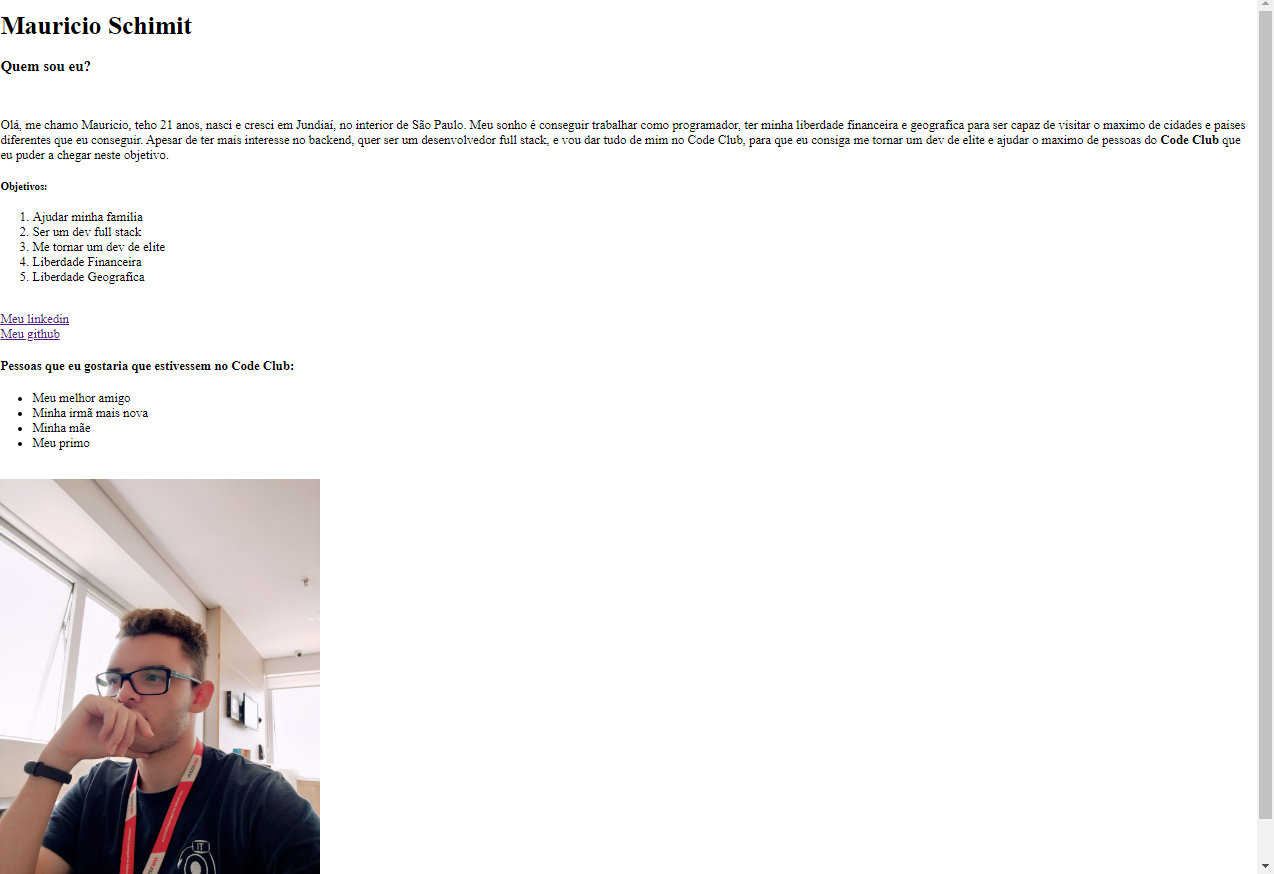 Mauricio Schimit
Quem sou eu?
Olá, me chamo Mauricio, teho 21 anos, nasci e cresci em Jundiaí, no interior de São Paulo. Meu sonho é conseguir trabalhar como programador, ter minha liberdade financeira e geografica para ser capaz de visitar o maximo de cidades e paises
diferentes que eu conseguir. Apesar de ter mais interesse no backend, quer ser um desenvolvedor full stack, e vou dar tudo de mim no Code Club, para que eu consiga me tornar um dev de elite e ajudar o maximo de pessoas do Code Club que
eu puder a chegar neste objetivo.
Objetivos:
1. Ajudar minha familia
2. Ser um dev full stack
3. Me tornar um dev de elite
4. Liberdade Financeira
5. Liberdade Geografica
Meu linkedin
Meu github
Pessoas que eu gostaria que estivessem no Code Club:
• Meu melhor amigo
• Minha irmã mais nova
• Minha mãe
• Meu primo
IT